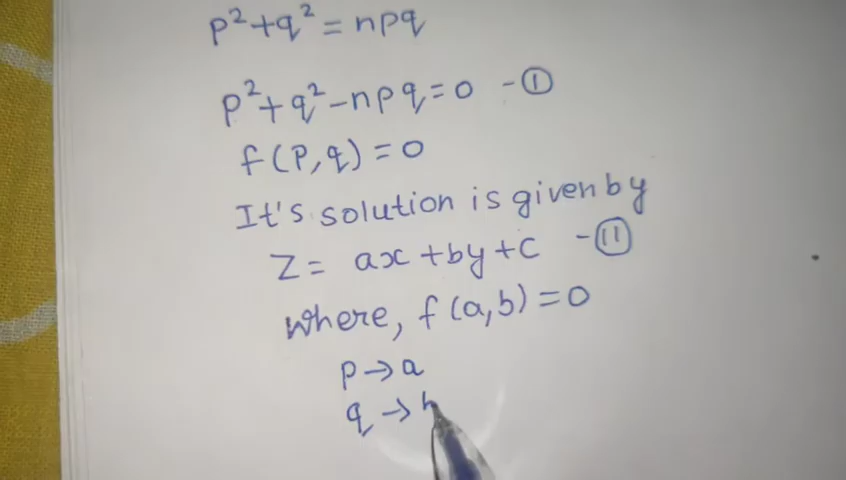 p²+q²=npq
p²+q²-npq=0 -①
f(P,q)=0
It's solution is given by
Z= ax+by+c -⑪
where, f(a,b)=0
p→a
q→